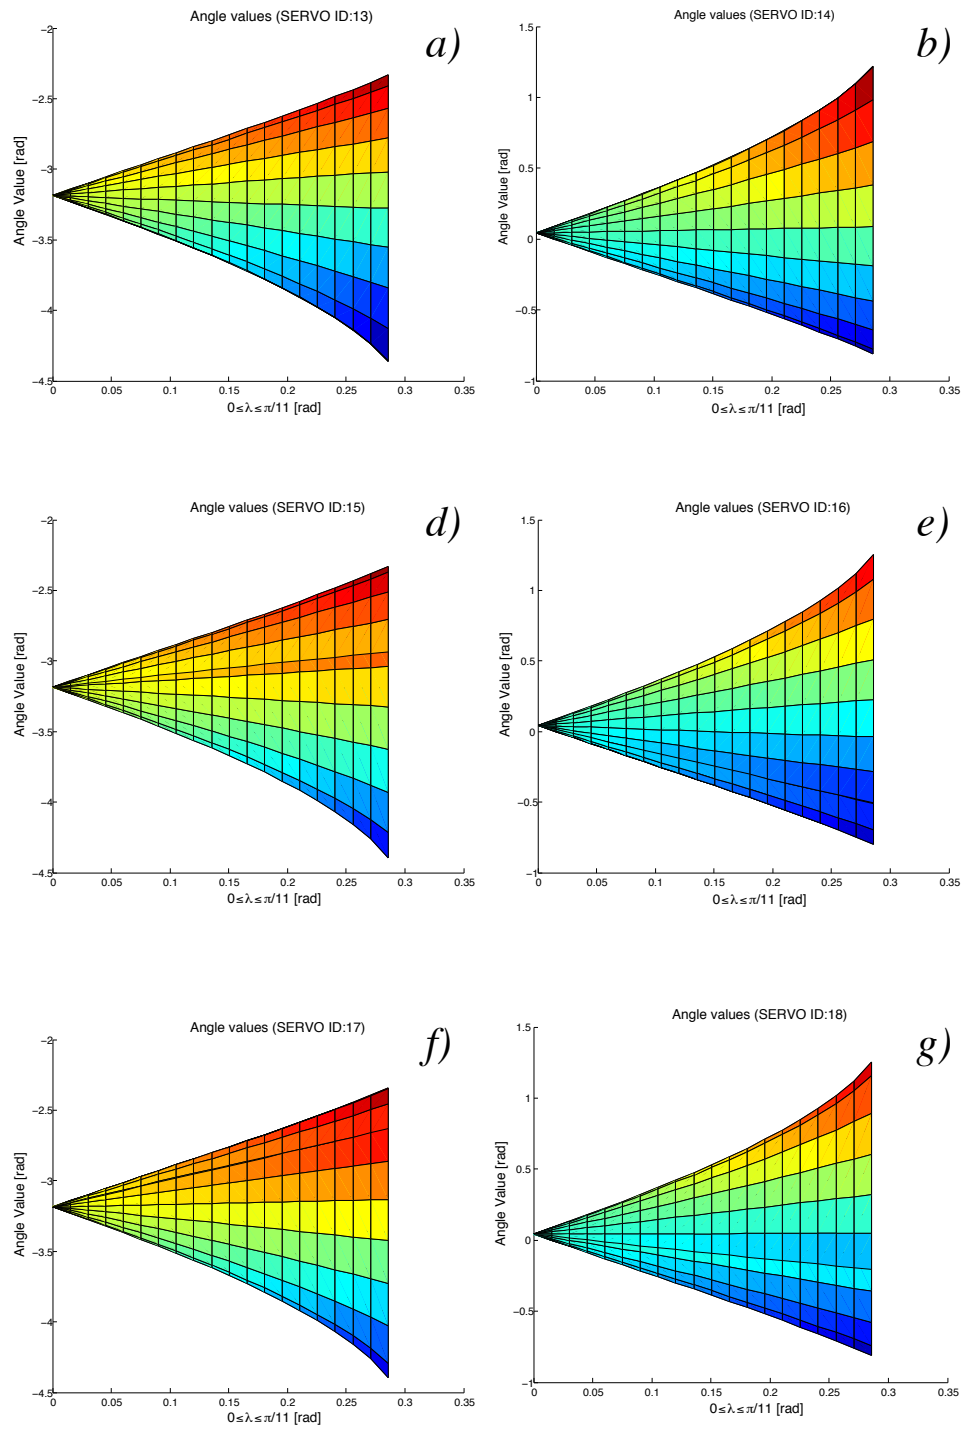 Angle values (SERVO ID:13)
a)
−2
−2.5
−3
−3.5
−4
−4.5
Angle Value [rad]
0 0.05 0.1 0.15 0.2 0.25 0.3 0.35
0≤λ≤π/11 [rad]
Angle values (SERVO ID:14)
b)
1.5
1
0.5
0
−0.5
−1
Angle Value [rad]
0 0.05 0.1 0.15 0.2 0.25 0.3 0.35
0≤λ≤π/11 [rad]
Angle values (SERVO ID:15)
d)
−2
−2.5
−3
−3.5
−4
−4.5
Angle Value [rad]
0 0.05 0.1 0.15 0.2 0.25 0.3 0.35
0≤λ≤π/11 [rad]
Angle values (SERVO ID:16)
e)
1.5
1
0.5
0
−0.5
−1
Angle Value [rad]
0 0.05 0.1 0.15 0.2 0.25 0.3 0.35
0≤λ≤π/11 [rad]
Angle values (SERVO ID:17)
f)
−2
−2.5
−3
−3.5
−4
−4.5
Angle Value [rad]
0 0.05 0.1 0.15 0.2 0.25 0.3 0.35
0≤λ≤π/11 [rad]
Angle values (SERVO ID:18)
g)
1.5
1
0.5
0
−0.5
−1
Angle Value [rad]
0 0.05 0.1 0.15 0.2 0.25 0.3 0.35
0≤λ≤π/11 [rad]